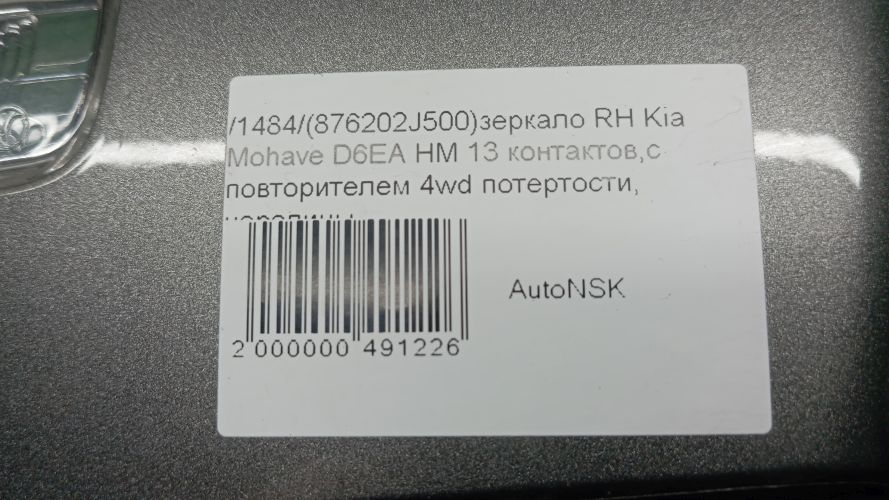 /1484/(876202J500)зеркало RH Kia
Mohave D6EA HM 13 контактов,с
повторителем 4wd потертости,
AutoNSK
2 000000 491226